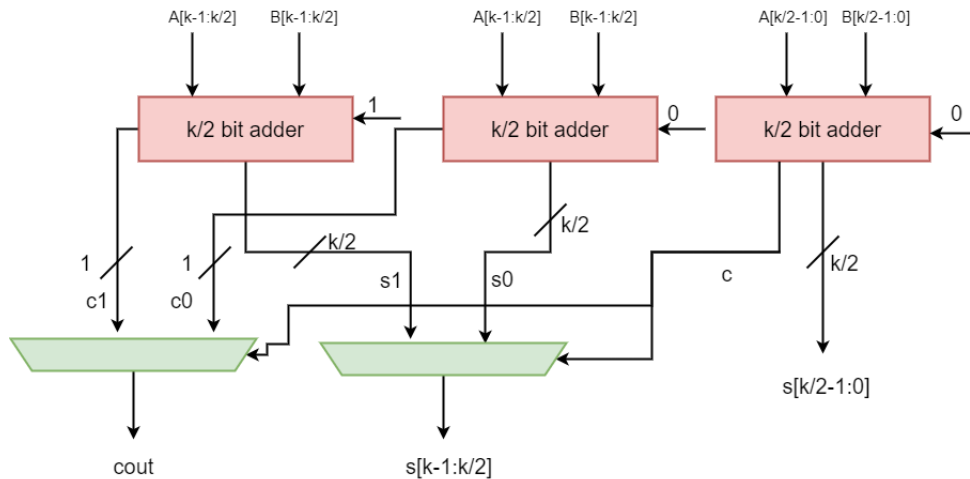 A[k-1:k/2] B[k-1:k/2] A[k-1:k/2] B[k-1:k/2] A[k/2-1:0] B[k/2-1:0]
k/2 bit adder 1 k/2 bit adder 0 k/2 bit adder 0
k/2
k/2
1 1 s1 s0 c k/2
c1 c0
s[k/2-1:0]
cout s[k-1:k/2]